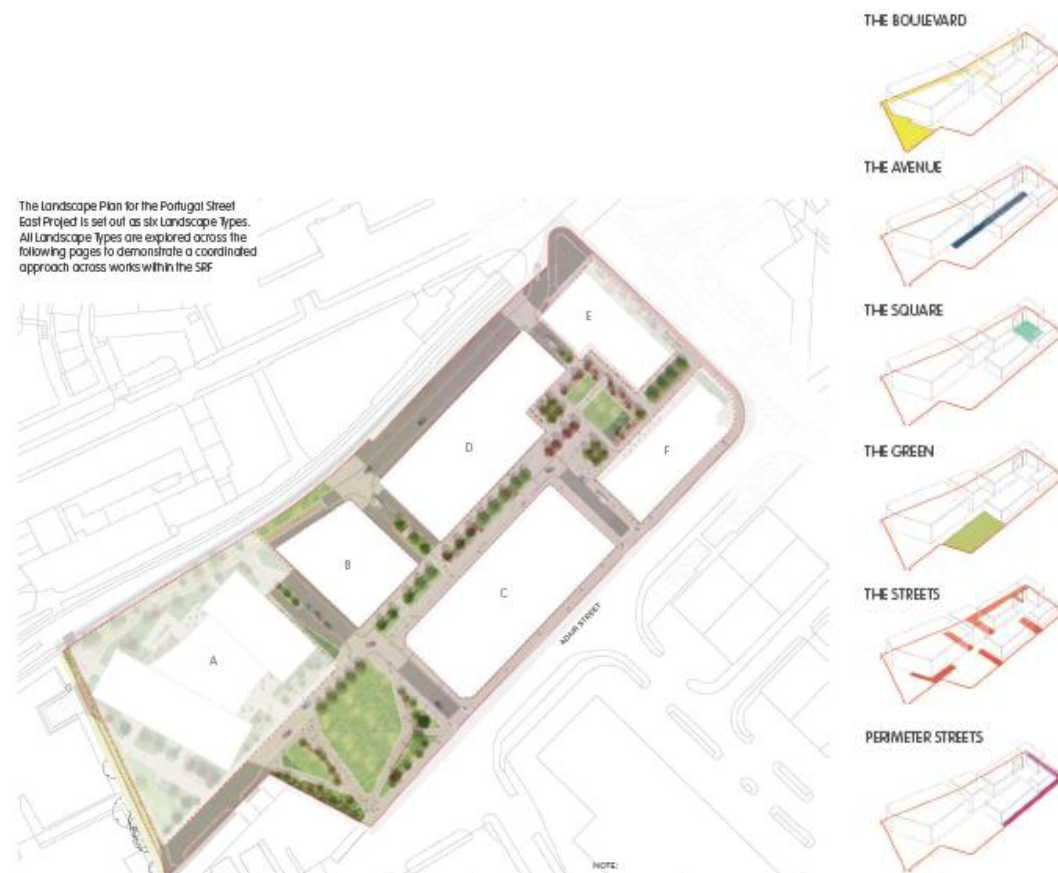 THE BOULEVARD
THE AVENUE
The Landscape Plan for the Portugal Street
East Project is set out as six Landscape Types.
All Landscape Types are explored across the
following pages to demonstrate a coordinated
approach across works within the SRF
THE SQUARE
E
D
F
THE GREEN
B
C
THE STREETS
ADAIR STREET
A
PERIMETER STREETS
NOTE: